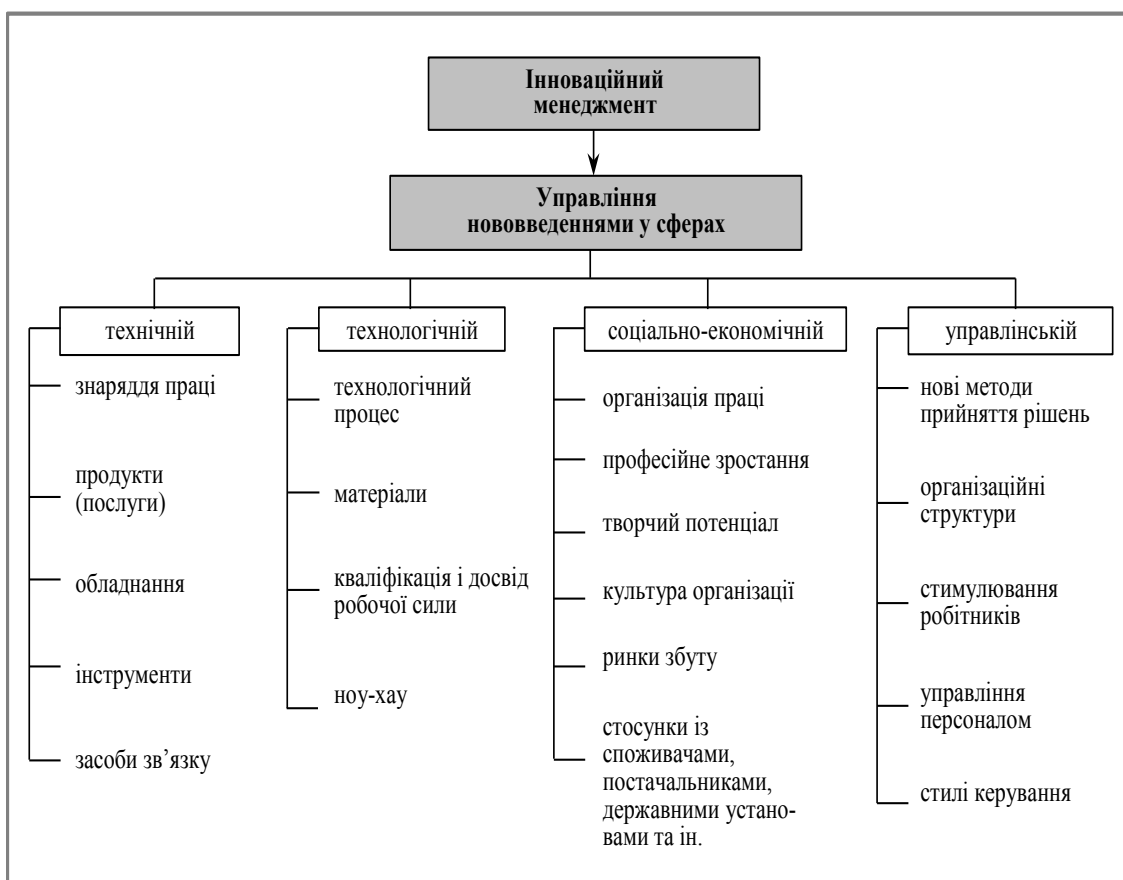 Інноваційний
менеджмент
Управління
нововведеннями у сферах
технічній
знаряддя праці
продукти
(послуги)
обладнання
інструменти
засоби зв’язку
технологічній
технологічний
процес
матеріали
кваліфікація і досвід
робочої сили
ноу-хау
соціально-економічній
організація праці
професійне зростання
творчий потенціал
культура організації
ринки збуту
стосунки із
споживачами,
постачальниками,
державними устано-
вами та ін.
управлінській
нові методи
прийняття рішень
організаційні
структури
стимулювання
робітників
управління
персоналом
стилі керування